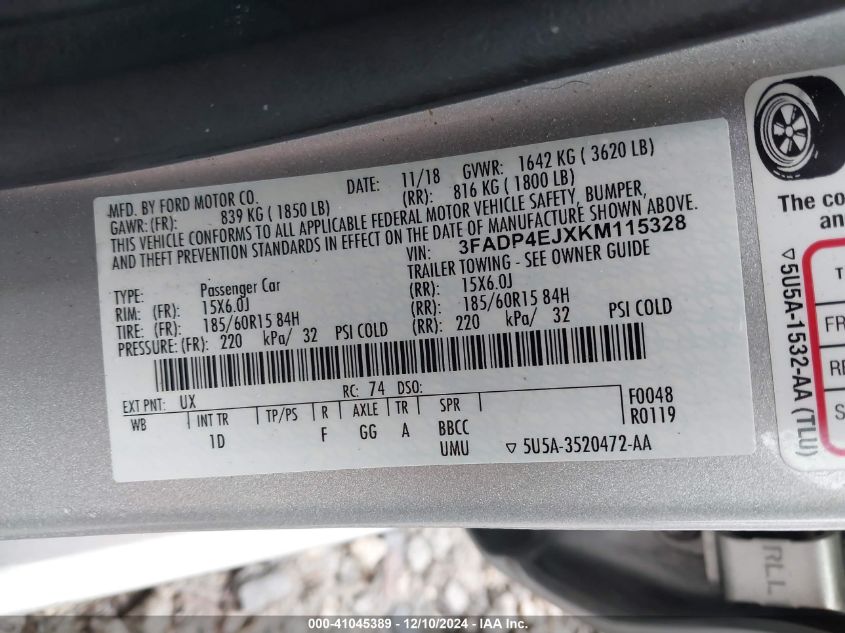 MFD. BY FORD MOTOR CO. DATE: 11/18 GVWR: 1642 KG ( 3620 LB)
GAWR: (FR): 839 KG ( 1850 LB) (RR): 816 KG ( 1800 LB)
THIS VEHICLE CONFORMS TO ALL APPLICABLE FEDERAL MOTOR VEHICLE SAFETY, BUMPER,
AND THEFT PREVENTION STANDARDS IN EFFECT ON THE DATE OF MANUFACTURE SHOWN ABOVE.
VIN: 3FADP4EJXKM115328
TRAILER TOWING - SEE OWNER GUIDE
TYPE: Passenger Car
RIM: (FR): 15X6.0J (RR): 15X6.0J
TIRE: (FR): 185/60R15 84H (RR): 185/60R15 84H
PRESSURE: (FR): 220 kPa/ 32 PSI COLD (RR): 220 kPa/ 32 PSI COLD
RC: 74 DSO:
EXT PNT: UX
WB INT TR TP/PS R AXLE TR SPR
1D F GG A BBCC
UMU
F0048
R0119
5U5A-3520472-AA
The co
an
5U5A-1532-AA (TLU)
T
FR
RE
S
RLL
000-41045389 - 12/10/2024 - IAA Inc.